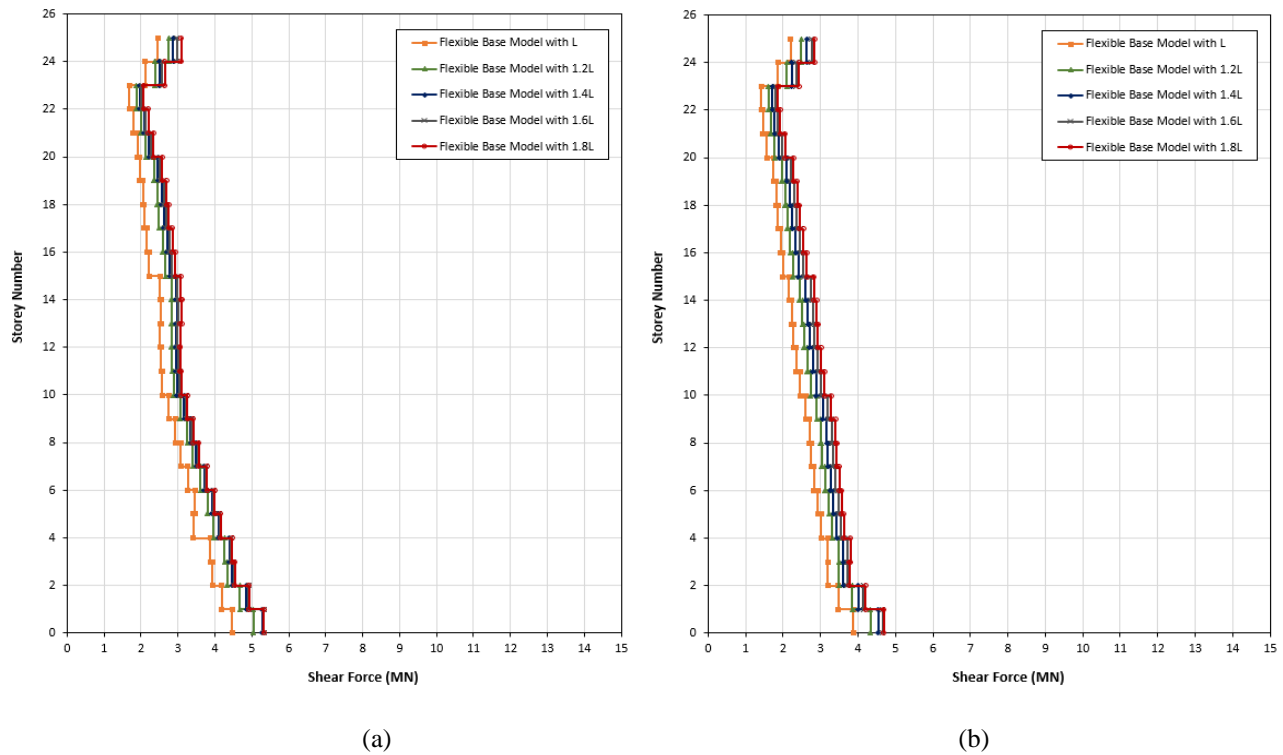 26
24
22
20
18
16
14
12
10
8
6
4
2
0
Storey Number
0 1 2 3 4 5 6 7 8 9 10 11 12 13 14 15
Shear Force (MN)
Flexible Base Model with L
Flexible Base Model with 1.2L
Flexible Base Model with 1.4L
Flexible Base Model with 1.6L
Flexible Base Model with 1.8L
(a)
26
24
22
20
18
16
14
12
10
8
6
4
2
0
Storey Number
0 1 2 3 4 5 6 7 8 9 10 11 12 13 14 15
Shear Force (MN)
Flexible Base Model with L
Flexible Base Model with 1.2L
Flexible Base Model with 1.4L
Flexible Base Model with 1.6L
Flexible Base Model with 1.8L
(b)